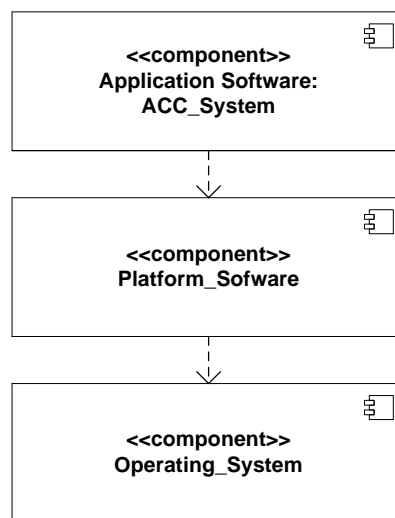 <<component>>
Application Software:
ACC_System
<<component>>
Platform_Sofware
<<component>>
Operating_System